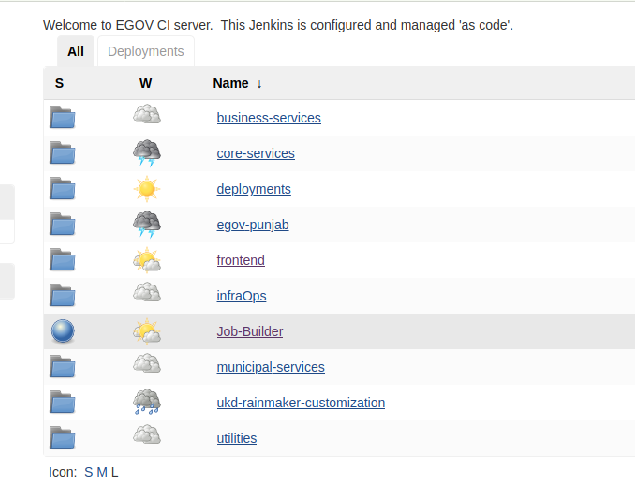 Welcome to EGOV CI server. This Jenkins is configured and managed 'as code'.
All Deployments
S W Name ↓
business-services
core-services
deployments
egov-punjab
frontend
infraOps
Job-Builder
municipal-services
ukd-rainmaker-customization
utilities
Icon: S M L